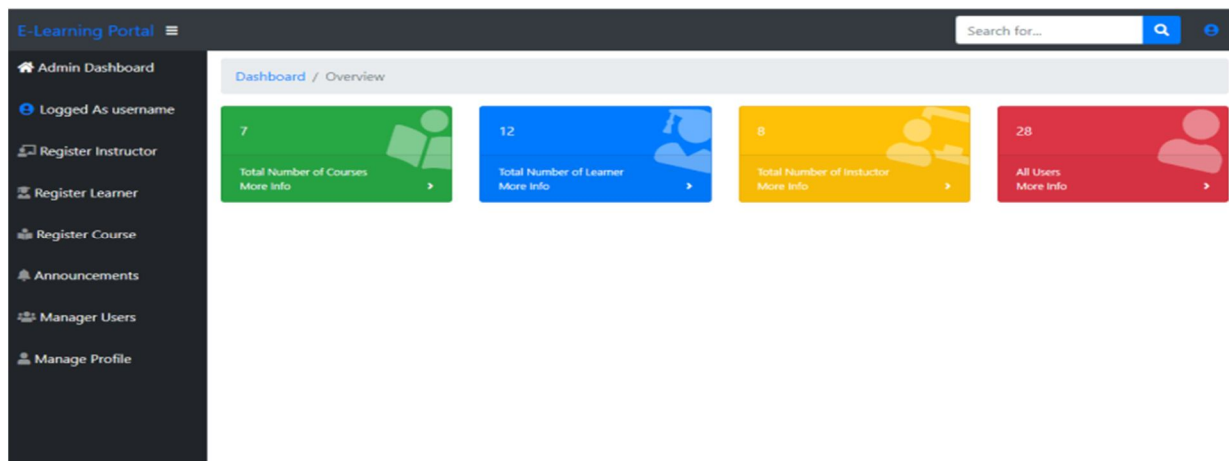 E-Learning Portal
Search for...
Admin Dashboard
Logged As username
Register Instructor
Register Learner
Register Course
Announcements
Manager Users
Manage Profile
Dashboard / Overview
7
Total Number of Courses
More Info
12
Total Number of Learner
More Info
8
Total Number of Instuctor
More Info
28
All Users
More Info